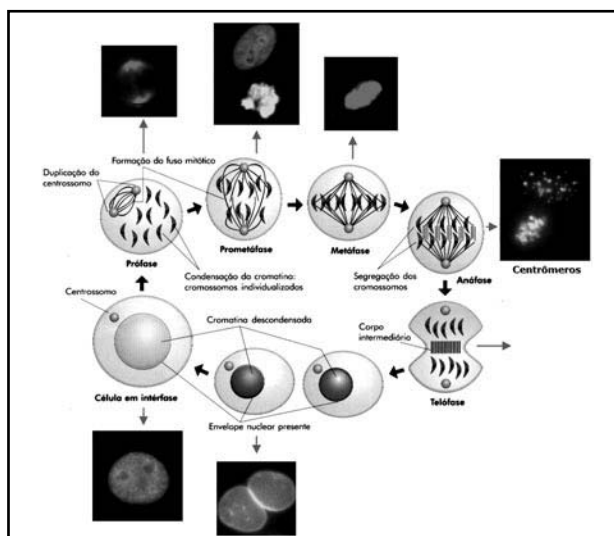 Formação do fuso mitótico
Duplicação do
centrossomo
Prófase
Prometáfase
Metáfase
Anáfase
Centrômeros
Condensação da cromatina:
cromossomos individualizados
Segregação dos
cromossomos
Centrossomo
Cromatina descondensada
Corpo
intermediário
Célula em intérfase
Telófase
Envelope nuclear presente